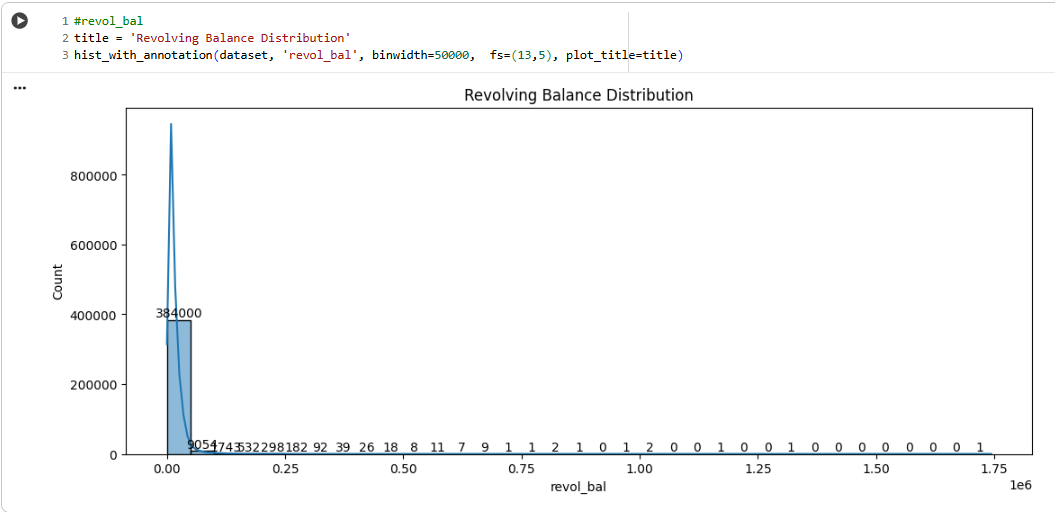 1 #revol_bal
2 title = 'Revolving Balance Distribution'
3 hist_with_annotation(dataset, 'revol_bal', binwidth=50000,  fs=(13,5), plot_title=title)
Revolving Balance Distribution
800000
600000
400000
200000
0
Count
384000
9054 1743 532 298 182 92 39 26 18 8 11 7 9 1 1 2 1 0 1 2 0 0 1 0 0 1 0 0 0 0 0 0 0 1
0.00 0.25 0.50 0.75 1.00 1.25 1.50 1.75
1e6
revol_bal